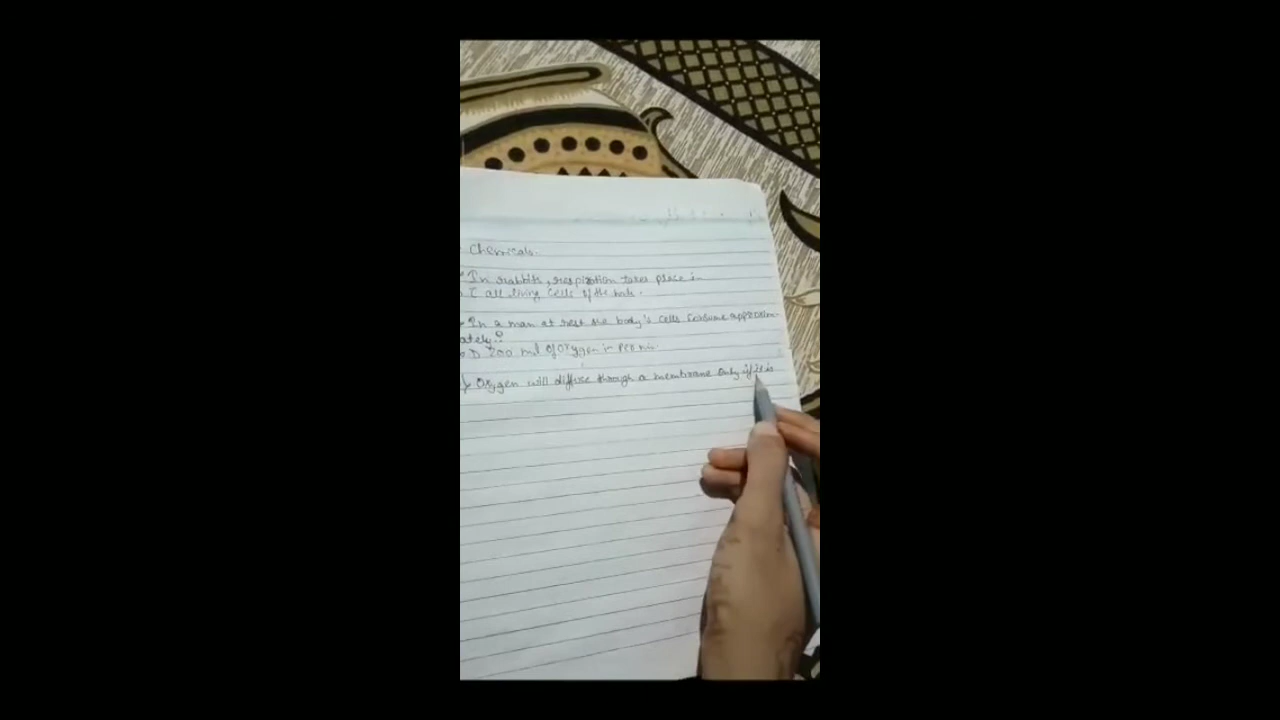 Chemicals.
In rabbits, respiration takes place in
all living cells of the
In a man at rest the body's cells consume approxim-
ately?
200 ml of oxygen in per
Oxygen will diffuse through a membrane only if it is